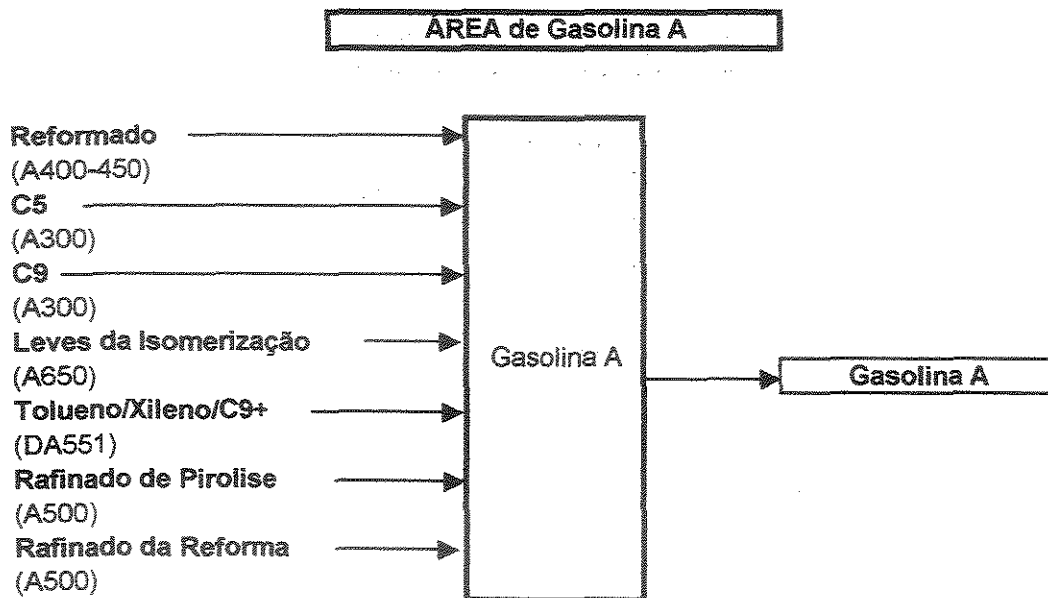 ÁREA de Gasolina A
Reformado
(A400-450)
C5
(A300)
C9
(A300)
Leves da Isomerização
(A650)
Tolueno/Xileno/C9+
(DA551)
Rafinado de Pirolise
(A500)
Rafinado da Reforma
(A500)
Gasolina A
Gasolina A